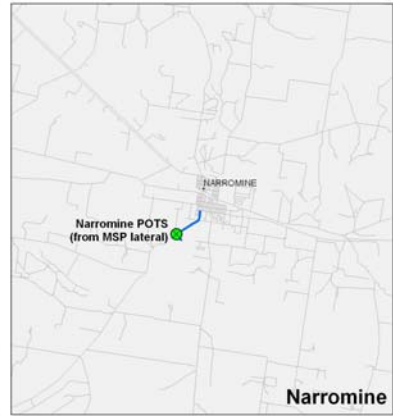 NARROMINE
Narromine POTS
(from MSP lateral)
Narromine